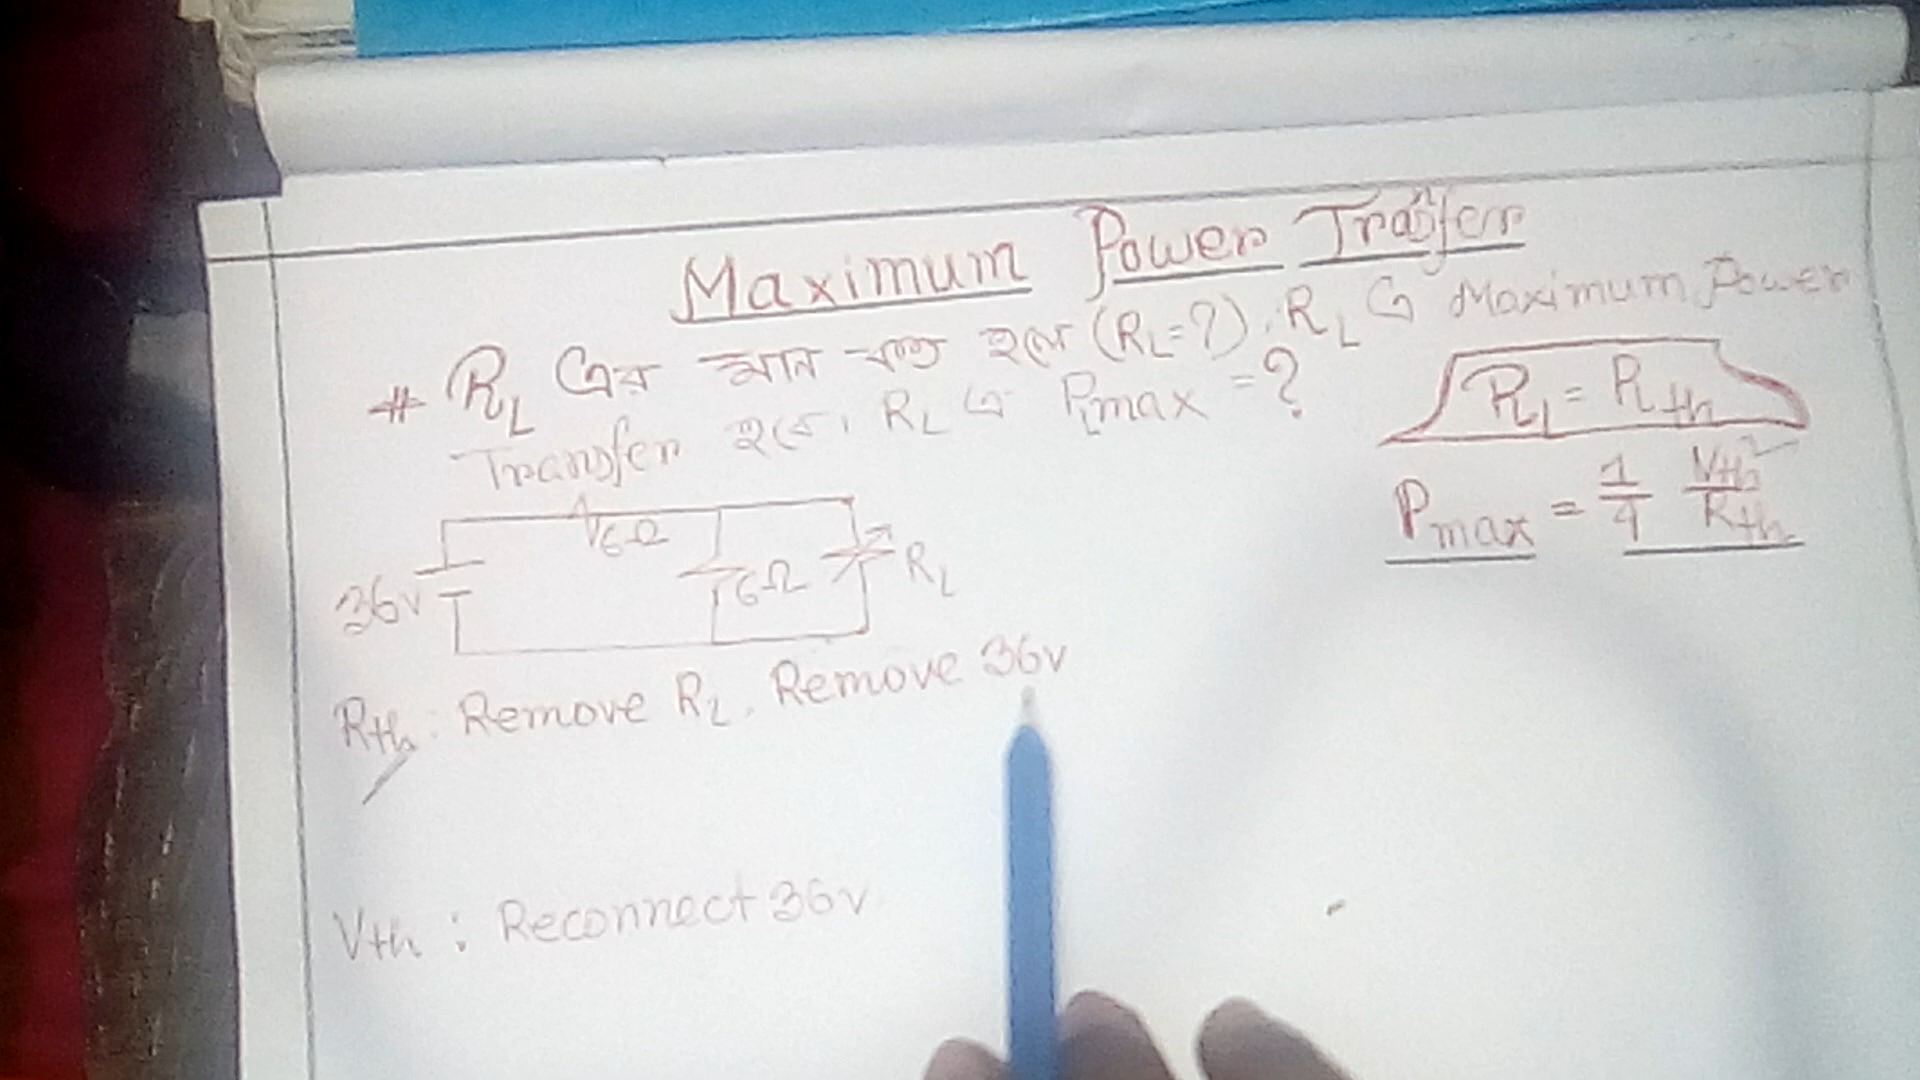 Maximum Power Transfer
# RL এর মান কত হলে (RL=?). RL এ Maximum Power
Transfer হবে। RL এ Pmax =?
RL = Rth
Pmax = 1/4 Vth²/Rth
6Ω
36v
6Ω
RL
Rth: Remove RL. Remove 36v
Vth : Reconnect 36v